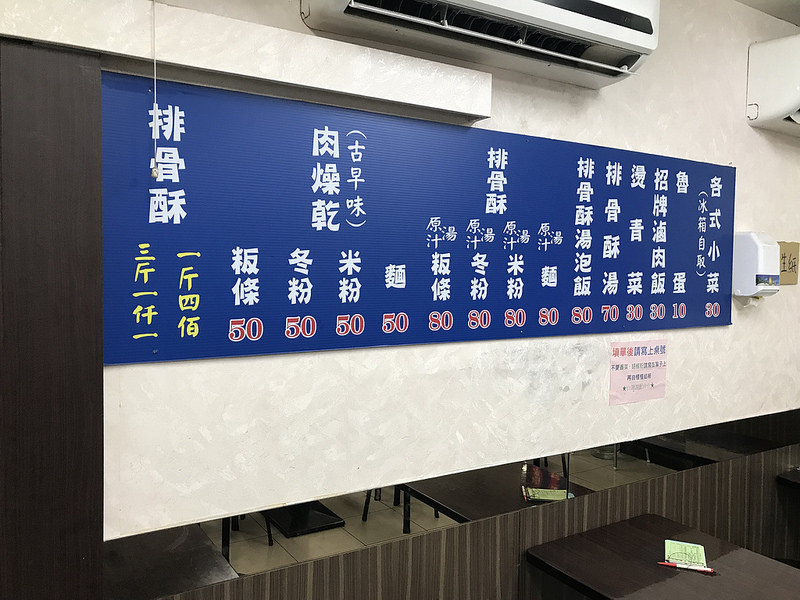 各式小菜
(冰箱自取)
30
魯蛋
10
招牌滷肉飯
30
燙青菜
30
排骨酥湯
70
排骨酥湯泡飯
80
排骨酥
原汁湯麵
80
原汁湯米粉
80
原汁湯冬粉
80
原汁湯粄條
80
(古早味)
肉燥乾
麵
50
米粉
50
冬粉
50
粄條
50
排骨酥
一斤四佰
三斤一仟一
生紙
填單後請寫上桌號